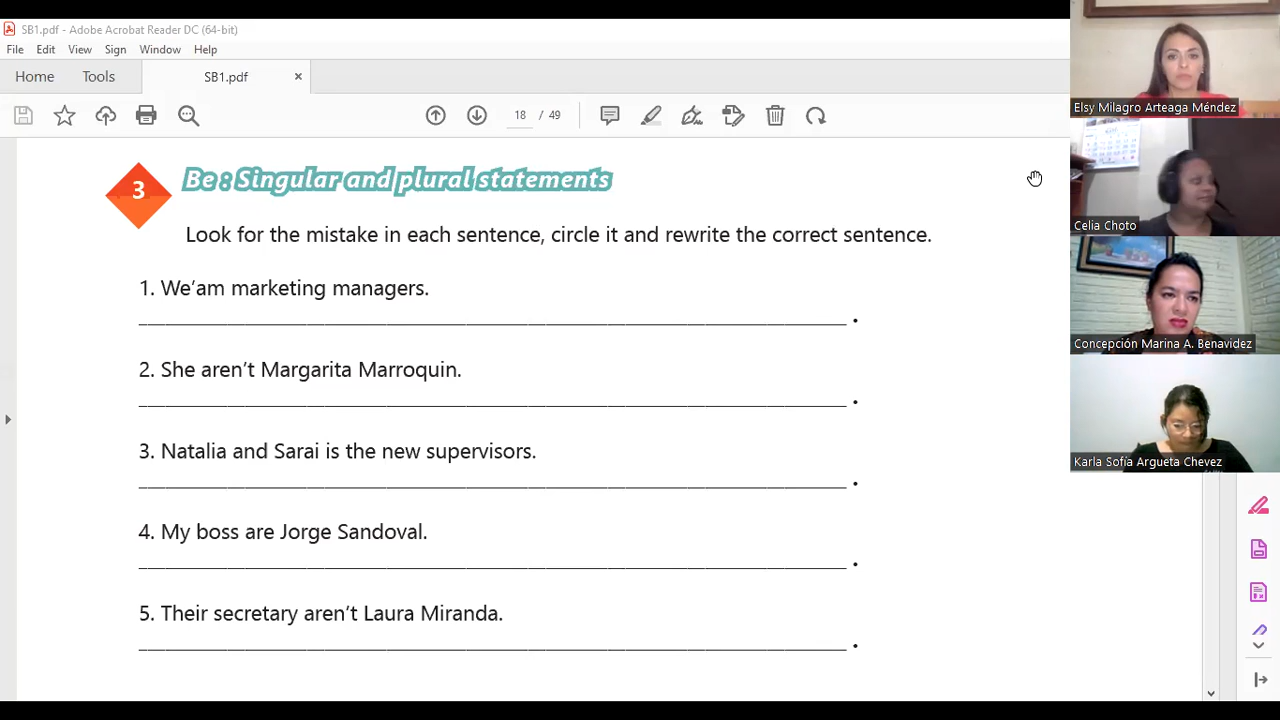 SB1.pdf - Adobe Acrobat Reader DC (64-bit)
File Edit View Sign Window Help
Home Tools SB1.pdf ×
18 / 49
3 Be : Singular and plural statements
Look for the mistake in each sentence, circle it and rewrite the correct sentence.
1. We’am marketing managers.
.
2. She aren’t Margarita Marroquin.
.
3. Natalia and Sarai is the new supervisors.
.
4. My boss are Jorge Sandoval.
.
5. Their secretary aren’t Laura Miranda.
.
Elsy Milagro Arteaga Méndez
Celia Choto
Concepción Marina A. Benavidez
Karla Sofía Argueta Chevez